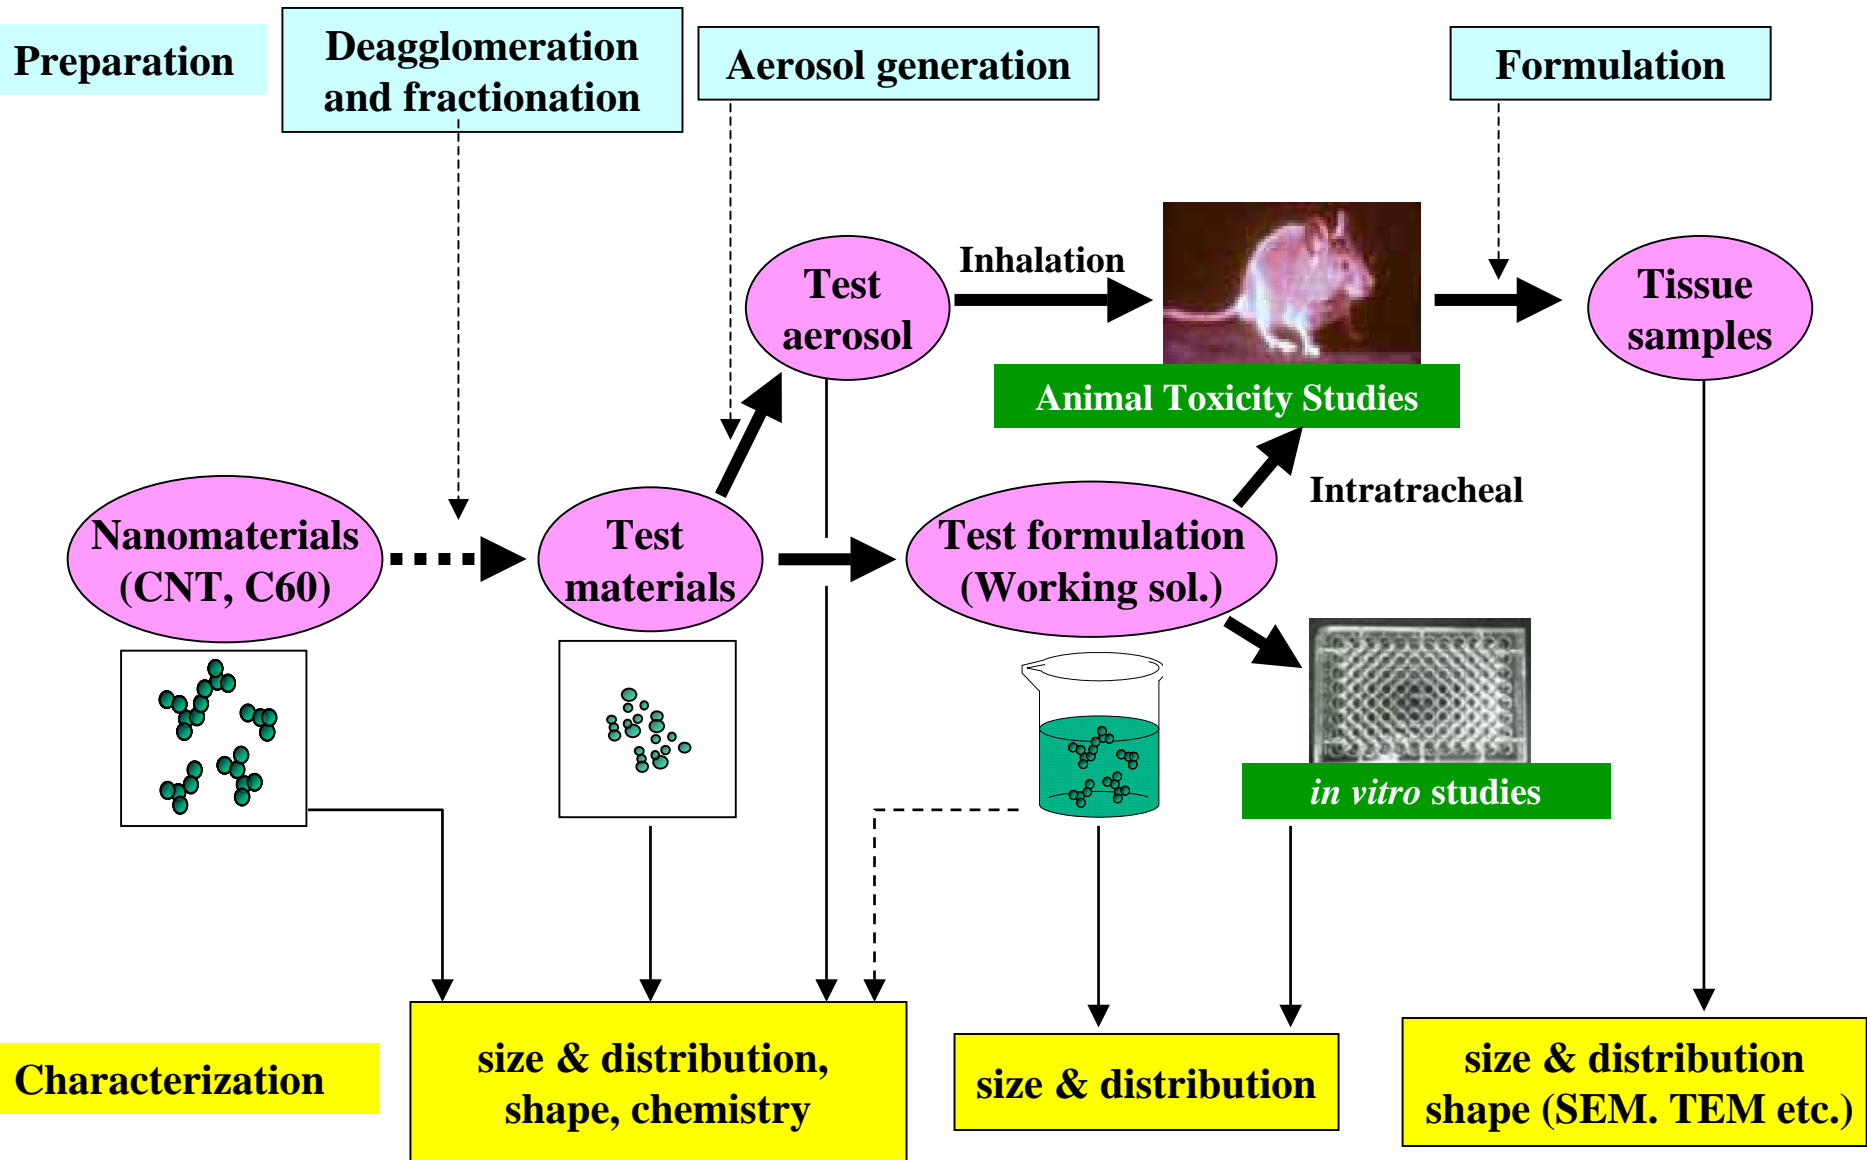 Preparation
Deagglomeration
and fractionation
Aerosol generation
Formulation
Test
aerosol
Inhalation
Animal Toxicity Studies
Tissue
samples
Nanomaterials
(CNT, C60)
Test
materials
Test formulation
(Working sol.)
Intratracheal
in vitro studies
Characterization
size & distribution,
shape, chemistry
size & distribution
size & distribution
shape (SEM. TEM etc.)